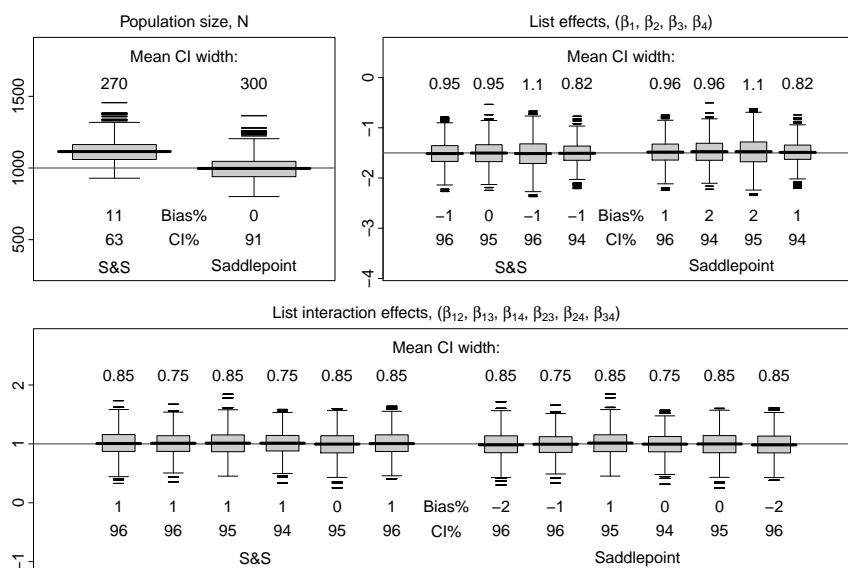 Population size, N
Mean CI width:
270 300
1500
1000
500
11 Bias% 0
63 CI% 91
S&S Saddlepoint
List effects, (β1, β2, β3, β4)
Mean CI width:
0
−1
−2
−3
−4
0.95 0.95 1.1 0.82 0.96 0.96 1.1 0.82
−1 0 −1 −1 Bias% 1 2 2 1
96 95 96 94 CI% 96 94 95 94
S&S Saddlepoint
List interaction effects, (β12, β13, β14, β23, β24, β34)
Mean CI width:
0.85 0.75 0.85 0.75 0.85 0.85 0.85 0.75 0.85 0.75 0.85 0.85
2
1
0
−1
1 1 1 1 0 1 Bias% −2 −1 1 0 0 −2
96 96 95 94 95 96 CI% 96 96 95 94 95 96
S&S Saddlepoint